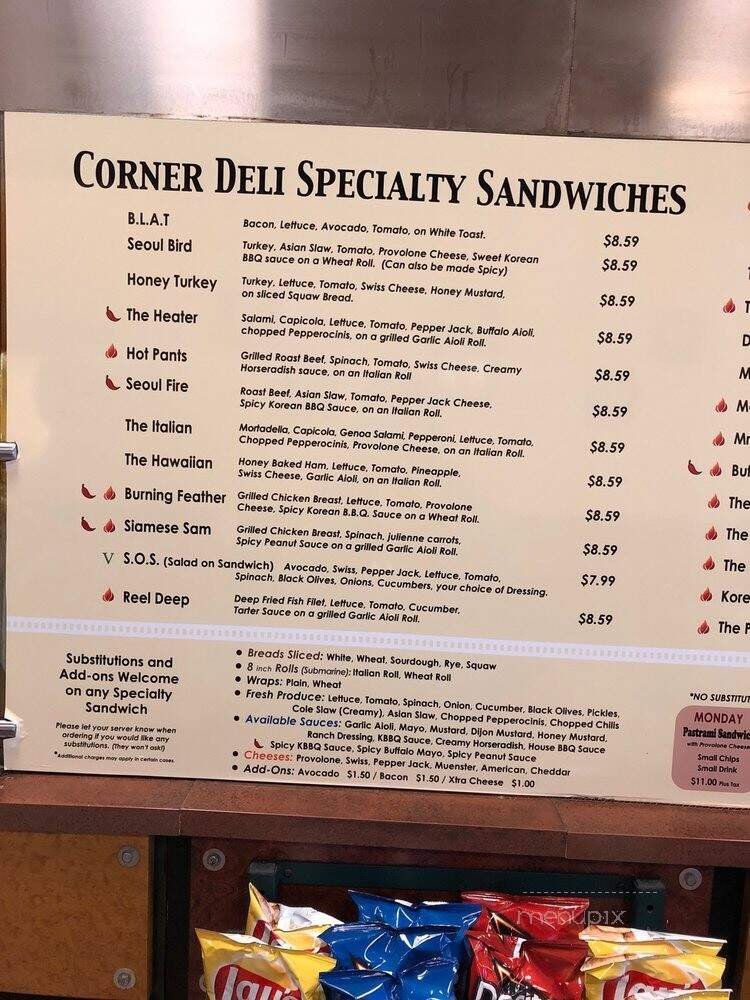 CORNER DELI SPECIALTY SANDWICHES
B.L.A.T Bacon, Lettuce, Avocado, Tomato, on White Toast. $8.59
Seoul Bird Turkey, Asian Slaw, Tomato, Provolone Cheese, Sweet Korean
BBQ sauce on a Wheat Roll. (Can also be made Spicy) $8.59
Honey Turkey Turkey, Lettuce, Tomato, Swiss Cheese, Honey Mustard,
on sliced Squaw Bread. $8.59
The Heater Salami, Capicola, Lettuce, Tomato, Pepper Jack, Buffalo Aioli,
chopped Pepperocinis, on a grilled Garlic Aioli Roll. $8.59
Hot Pants Grilled Roast Beef, Spinach, Tomato, Swiss Cheese, Creamy
Horseradish sauce, on an Italian Roll $8.59
Seoul Fire Roast Beef, Asian Slaw, Tomato, Pepper Jack Cheese,
Spicy Korean BBQ Sauce, on an Italian Roll. $8.59
The Italian Mortadella, Capicola, Genoa Salami, Pepperoni, Lettuce, Tomato,
Chopped Pepperocinis, Provolone Cheese, on an Italian Roll. $8.59
The Hawaiian Honey Baked Ham, Lettuce, Tomato, Pineapple,
Swiss Cheese, Garlic Aioli, on an Italian Roll. $8.59
Burning Feather Grilled Chicken Breast, Lettuce, Tomato, Provolone
Cheese, Spicy Korean B.B.Q. Sauce on a Wheat Roll. $8.59
Siamese Sam Grilled Chicken Breast, Spinach, julienne carrots,
Spicy Peanut Sauce on a grilled Garlic Aioli Roll. $8.59
V S.O.S. (Salad on Sandwich) Avocado, Swiss, Pepper Jack, Lettuce, Tomato,
Spinach, Black Olives, Onions, Cucumbers, your choice of Dressing. $7.99
Reel Deep Deep Fried Fish Filet, Lettuce, Tomato, Cucumber,
Tarter Sauce on a grilled Garlic Aioli Roll. $8.59
Substitutions and
Add-ons Welcome
on any Specialty
Sandwich
Please let your server know when
ordering if you would like any
substitutions. (They won't ask!)
*Additional charges may apply in certain cases.
• Breads Sliced: White, Wheat, Sourdough, Rye, Squaw
• 8 inch Rolls (Submarine): Italian Roll, Wheat Roll
• Wraps: Plain, Wheat
• Fresh Produce: Lettuce, Tomato, Spinach, Onion, Cucumber, Black Olives, Pickles,
Cole Slaw (Creamy), Asian Slaw, Chopped Pepperocinis, Chopped Chilis
• Available Sauces: Garlic Aioli, Mayo, Mustard, Dijon Mustard, Honey Mustard,
Ranch Dressing, KBBQ Sauce, Creamy Horseradish, House BBQ Sauce
Spicy KBBQ Sauce, Spicy Buffalo Mayo, Spicy Peanut Sauce
• Cheeses: Provolone, Swiss, Pepper Jack, Muenster, American, Cheddar
• Add-Ons: Avocado $1.50 / Bacon $1.50 / Xtra Cheese $1.00
T
D
M
Mr
Buf
The
The
The
Kore
The P
*NO SUBSTITU
MONDAY
Pastrami Sandwic
with Provolone Cheese
Small Chips
Small Drink
$11.00 Plus Tax
menupix
Lay's